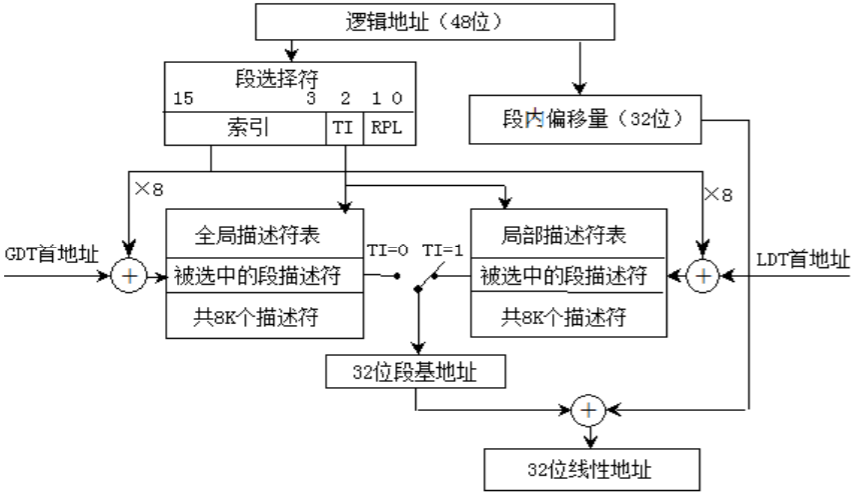 逻辑地址（48位）
段选择符
15 3 2 1 0
索引 TI RPL
段内偏移量（32位）
×8
×8
GDT首地址
全局描述符表
被选中的段描述符
共8K个描述符
TI=0 TI=1
局部描述符表
被选中的段描述符
共8K个描述符
LDT首地址
+
+
32位段基地址
+
32位线性地址